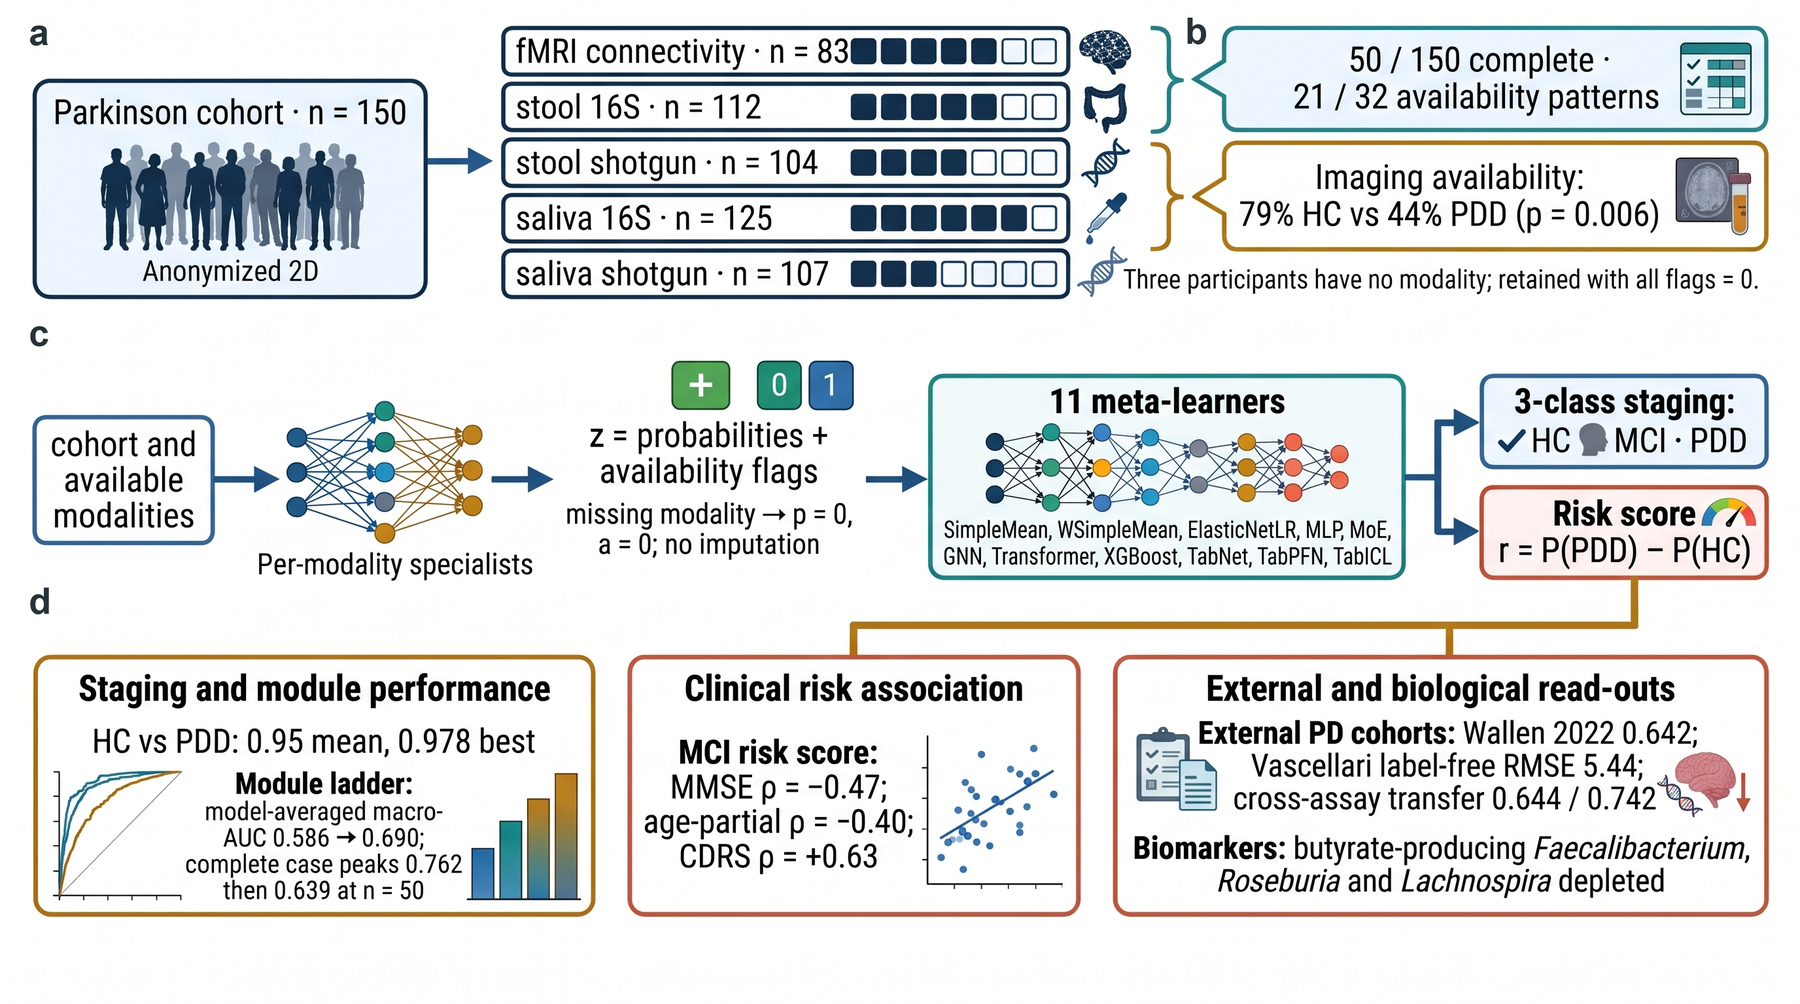 a
Parkinson cohort · n = 150
Anonymized 2D
fMRI connectivity · n = 83
stool 16S · n = 112
stool shotgun · n = 104
saliva 16S · n = 125
saliva shotgun · n = 107
b
50 / 150 complete ·
21 / 32 availability patterns
Imaging availability:
79% HC vs 44% PDD (p = 0.006)
Three participants have no modality; retained with all flags = 0.
c
cohort and
available
modalities
Per-modality specialists
+ 0 1
z = probabilities +
availability flags
missing modality → p = 0,
a = 0; no imputation
11 meta-learners
SimpleMean, WSimpleMean, ElasticNetLR, MLP, MoE,
GNN, Transformer, XGBoost, TabNet, TabPFN, TabICL
3-class staging:
HC MCI · PDD
Risk score
r = P(PDD) − P(HC)
d
Staging and module performance
HC vs PDD: 0.95 mean, 0.978 best
Module ladder:
model-averaged macro-
AUC 0.586 → 0.690;
complete case peaks 0.762
then 0.639 at n = 50
Clinical risk association
MCI risk score:
MMSE ρ = −0.47;
age-partial ρ = −0.40;
CDRS ρ = +0.63
External and biological read-outs
External PD cohorts: Wallen 2022 0.642;
Vascellari label-free RMSE 5.44;
cross-assay transfer 0.644 / 0.742
Biomarkers: butyrate-producing Faecalibacterium,
Roseburia and Lachnospira depleted